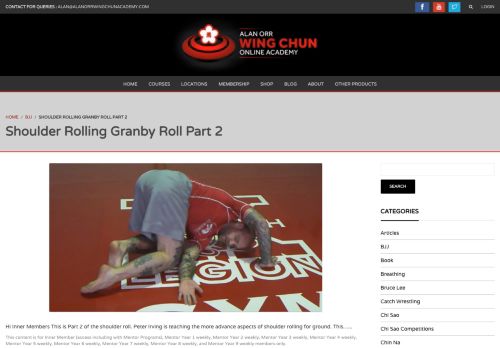 CONTACT FOR QUERIES : ALAN@ALANORRWINGCHUNACADEMY.COM
LOGIN
ALAN ORR
WING CHUN
ONLINE ACADEMY
HOME COURSES LOCATIONS MEMBERSHIP SHOP BLOG ABOUT OTHER PRODUCTS
HOME / BJJ / SHOULDER ROLLING GRANBY ROLL PART 2
Shoulder Rolling Granby Roll Part 2
LEGION
GYM
Hi Inner Members This is Part 2 of the shoulder roll. Peter Iiving is teaching the more advance aspects of shoulder rolling for ground. This……
This content is for Inner Member (access including with Mentor Programs), Mentor Year 1 weekly, Mentor Year 2 weekly, Mentor Year 3 weekly, Mentor Year 4 weekly,
Mentor Year 5 weekly, Mentor Year 6 weekly, Mentor Year 7 weekly, Mentor Year 8 weekly, and Mentor Year 9 weekly members only.
SEARCH
CATEGORIES
Articles
BJJ
Book
Breathing
Bruce Lee
Catch Wrestling
Chi Sao
Chi Sao Competitions
Chin Na